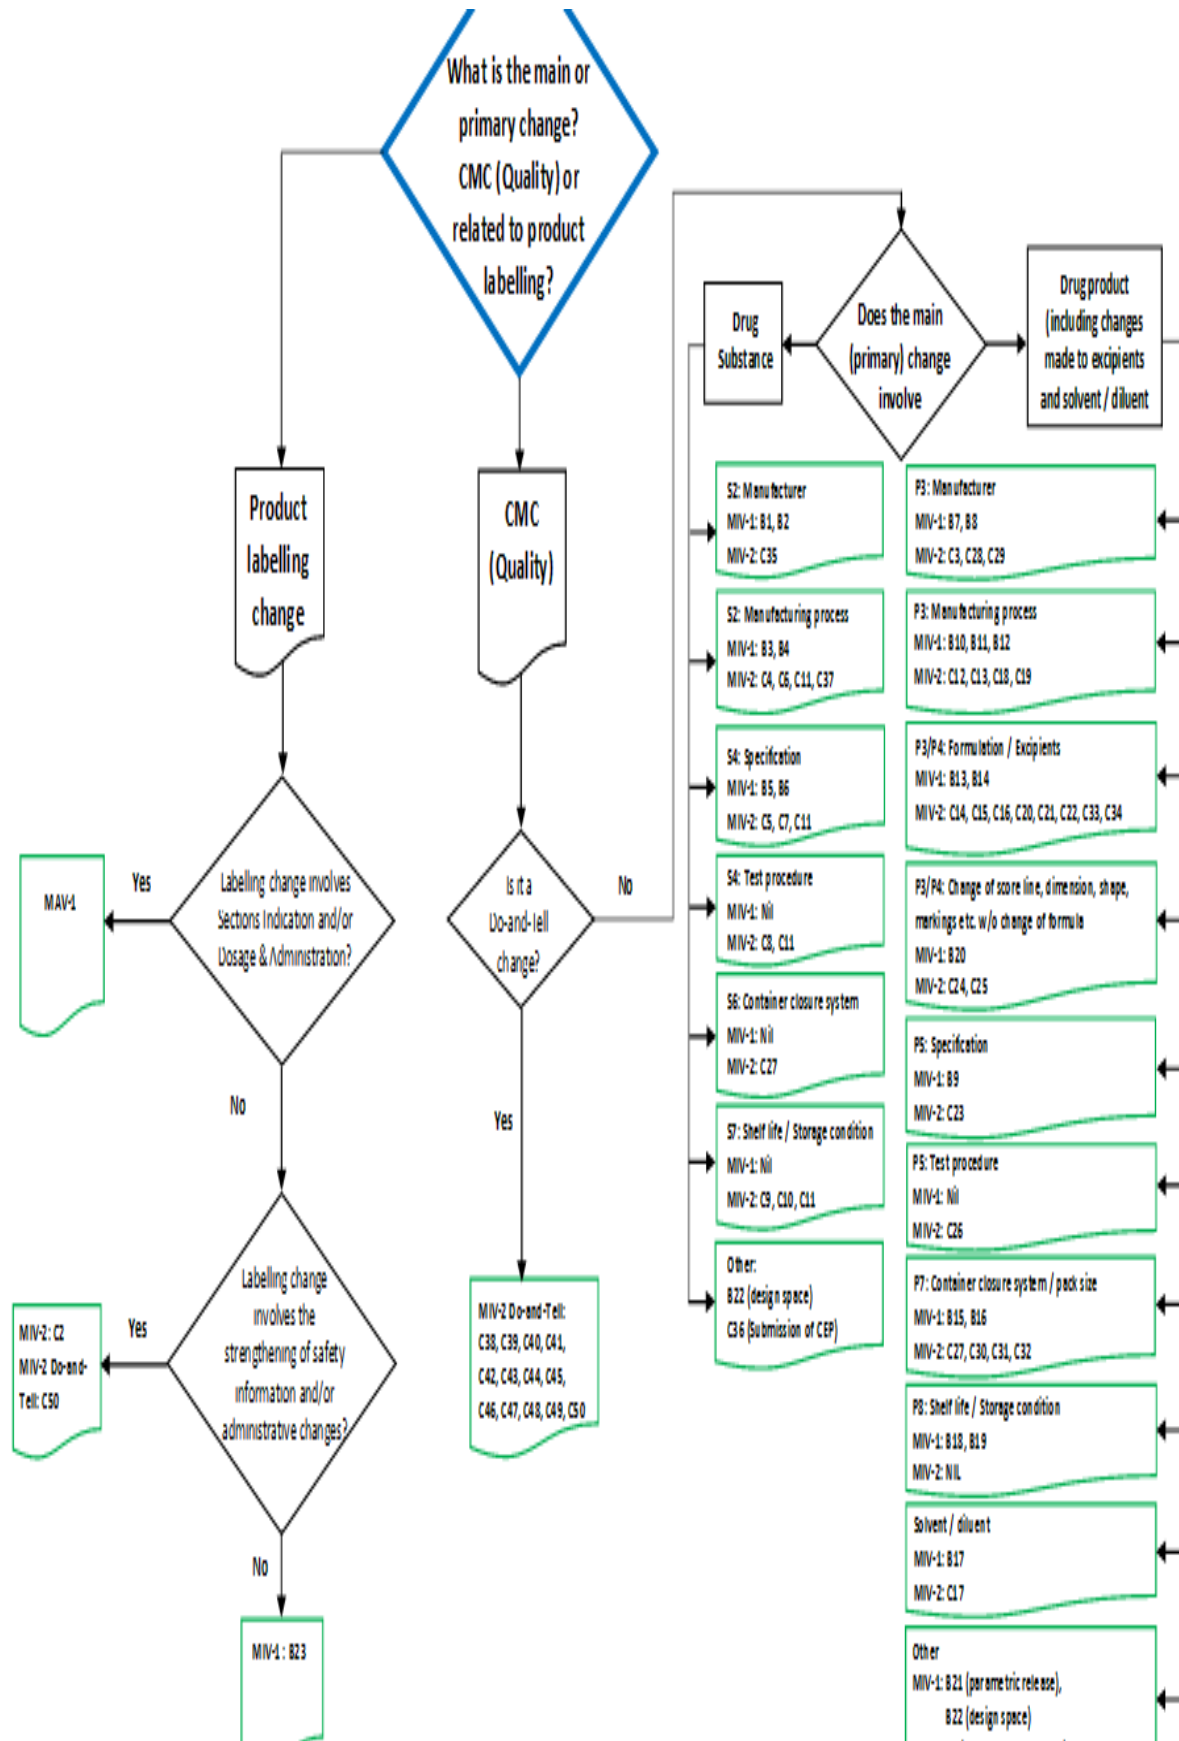 What is the main or
primary change?
CMC (Quality) or
related to product
labelling?
Product
labelling
change
CMC
(Quality)
Labelling change involves
Sections Indication and/or
Dosage & Administration?
Yes
MAV-1
No
Labelling change
involves the
strengthening of safety
information and/or
administrative changes?
Yes
MIV-2: C2
MIV-2 Do-and-
Tell: C50
No
MIV-1 : B23
Is it a
Do-and-Tell
change?
No
Yes
MIV-2 Do-and-Tell:
C38, C39, C40, C41,
C42, C43, C44, C45,
C46, C47, C48, C49, C50
Does the main
(primary) change
involve
Drug
Substance
Drug product
(including changes
made to excipients
and solvent / diluent
S2: Manufacturer
MIV-1: B1, B2
MIV-2: C35
S2: Manufacturing process
MIV-1: B3, B4
MIV-2: C4, C6, C11, C37
S4: Specification
MIV-1: B5, B6
MIV-2: C5, C7, C11
S4: Test procedure
MIV-1: Nil
MIV-2: C8, C11
S6: Container closure system
MIV-1: Nil
MIV-2: C27
S7: Shelf life / Storage condition
MIV-1: Nil
MIV-2: C9, C10, C11
Other:
B22 (design space)
C36 (Submission of CEP)
P3: Manufacturer
MIV-1: B7, B8
MIV-2: C3, C28, C29
P3: Manufacturing process
MIV-1: B10, B11, B12
MIV-2: C12, C13, C18, C19
P3/P4: Formulation / Excipients
MIV-1: B13, B14
MIV-2: C14, C15, C16, C20, C21, C22, C33, C34
P3/P4: Change of score line, dimension, shape,
markings etc. w/o change of formula
MIV-1: B20
MIV-2: C24, C25
P5: Specification
MIV-1: B9
MIV-2: C23
P5: Test procedure
MIV-1: Nil
MIV-2: C26
P7: Container closure system / pack size
MIV-1: B15, B16
MIV-2: C27, C30, C31, C32
P8: Shelf life / Storage condition
MIV-1: B18, B19
MIV-2: NIL
Solvent / diluent
MIV-1: B17
MIV-2: C17
Other
MIV-1: B21 (parametric release),
B22 (design space)